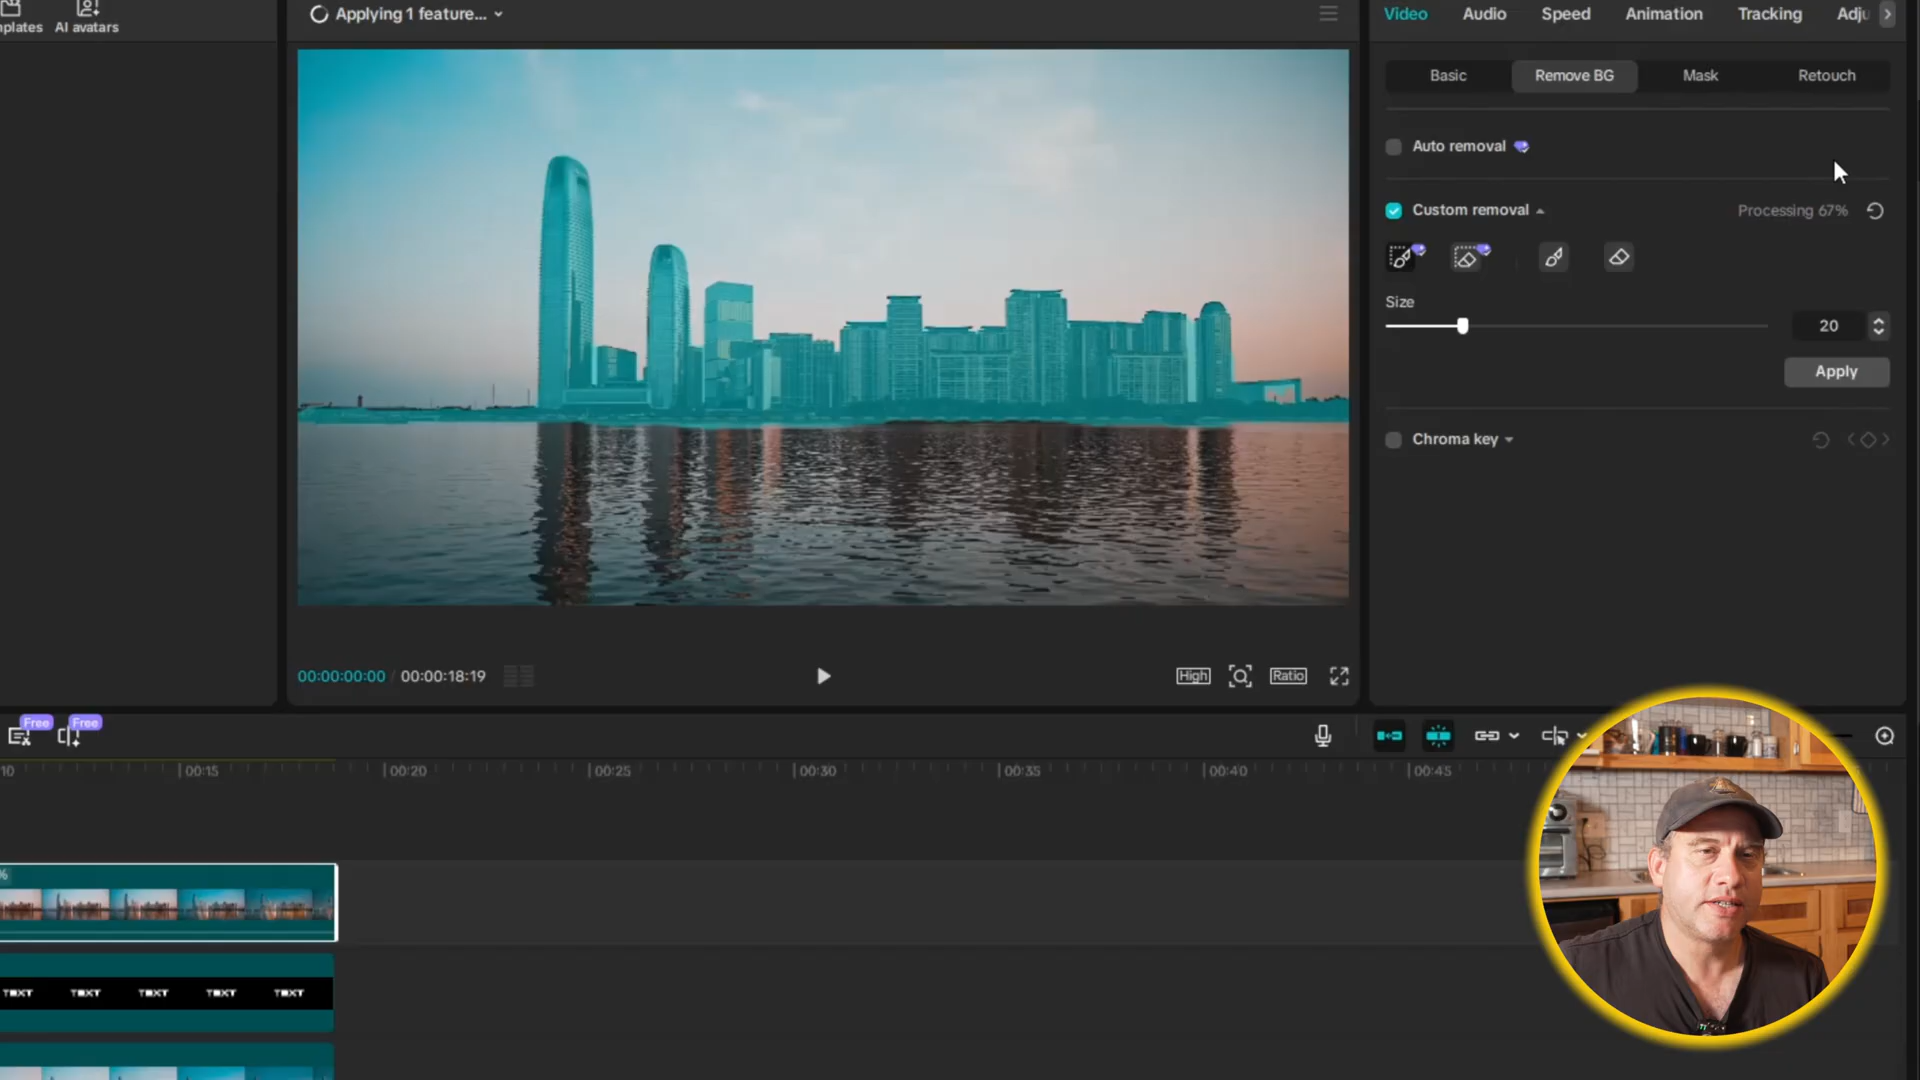 Applying 1 feature...
Video Audio Speed Animation Tracking
AI avatars
Basic Remove BG Mask Retouch
Auto removal
Custom removal Processing 67%
Size
20
Apply
Chroma key
00:00:00:00 / 00:00:18:19
High Ratio
Free Free
00:15 00:20 00:25 00:30 00:35 00:40 00:45
TEXT TEXT TEXT TEXT TEXT